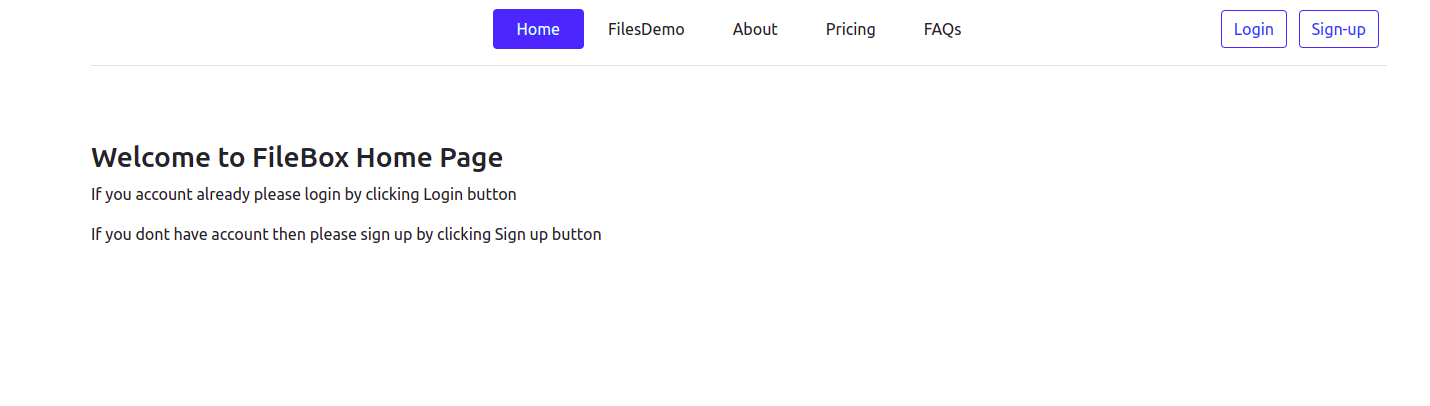 Home FilesDemo About Pricing FAQs Login Sign-up
Welcome to FileBox Home Page
If you account already please login by clicking Login button
If you dont have account then please sign up by clicking Sign up button